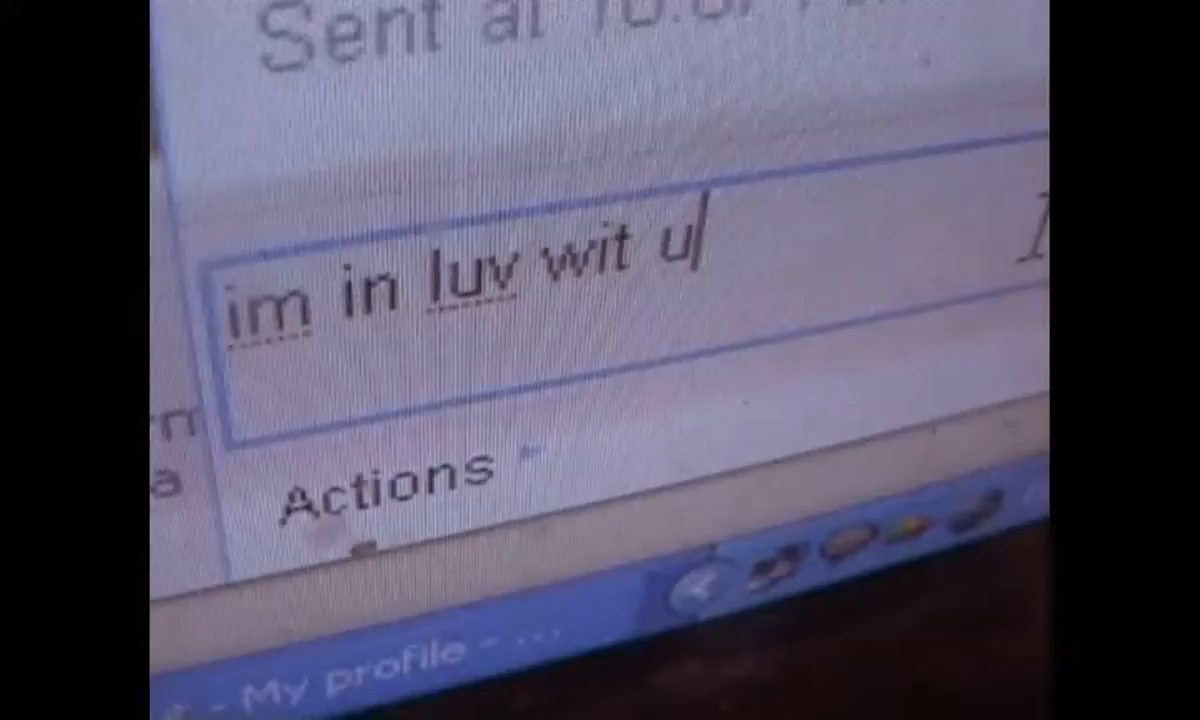 Sent at
im in luv wit u
Actions
- My profile - ...